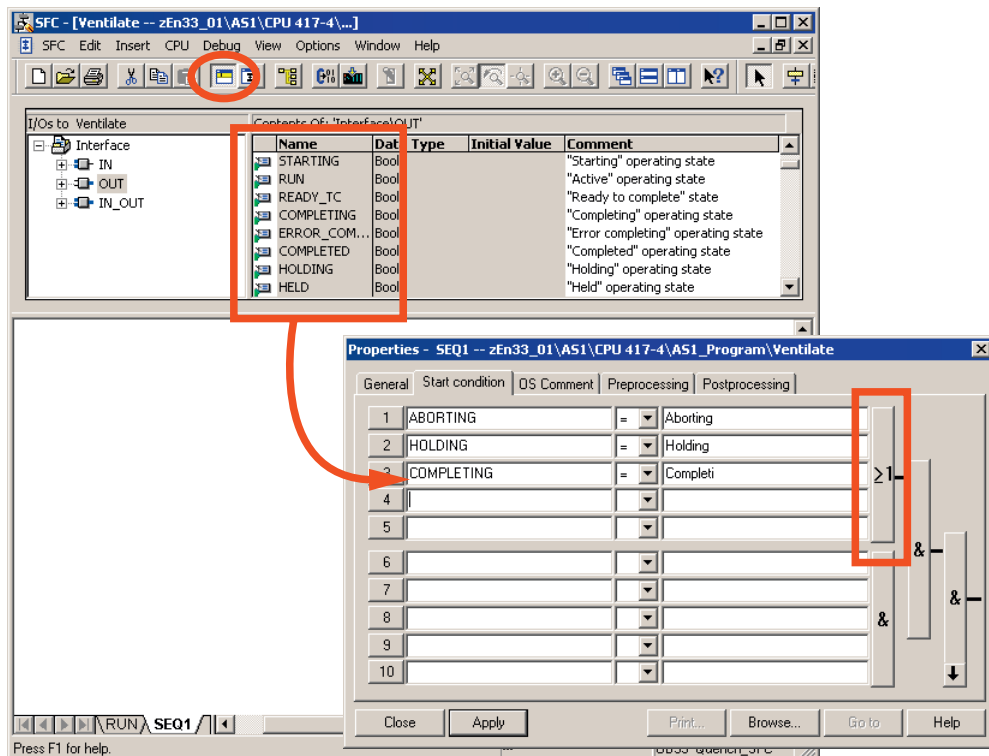 SFC - [Ventilate -- zEn33_01\AS1\CPU 417-4\...]
SFC Edit Insert CPU Debug View Options Window Help
I/Os to Ventilate
Contents Of: 'Interface\OUT'
Interface
IN
OUT
IN_OUT
Name Dat Type Initial Value Comment
STARTING Bool "Starting" operating state
RUN Bool "Active" operating state
READY_TC Bool "Ready to complete" state
COMPLETING Bool "Completing" operating state
ERROR_COM... Bool "Error completing" operating state
COMPLETED Bool "Completed" operating state
HOLDING Bool "Holding" operating state
HELD Bool "Held" operating state
Properties - SEQ1 -- zEn33_01\AS1\CPU 417-4\AS1_Program\Ventilate
General Start condition OS Comment Preprocessing Postprocessing
1 ABORTING = Aborting
2 HOLDING = Holding
3 COMPLETING = Completi
4
5
≥1
6
7
8
9
10
&
&
&
Close Apply Print... Browse... Go to Help
RUN SEQ1
Press F1 for help.